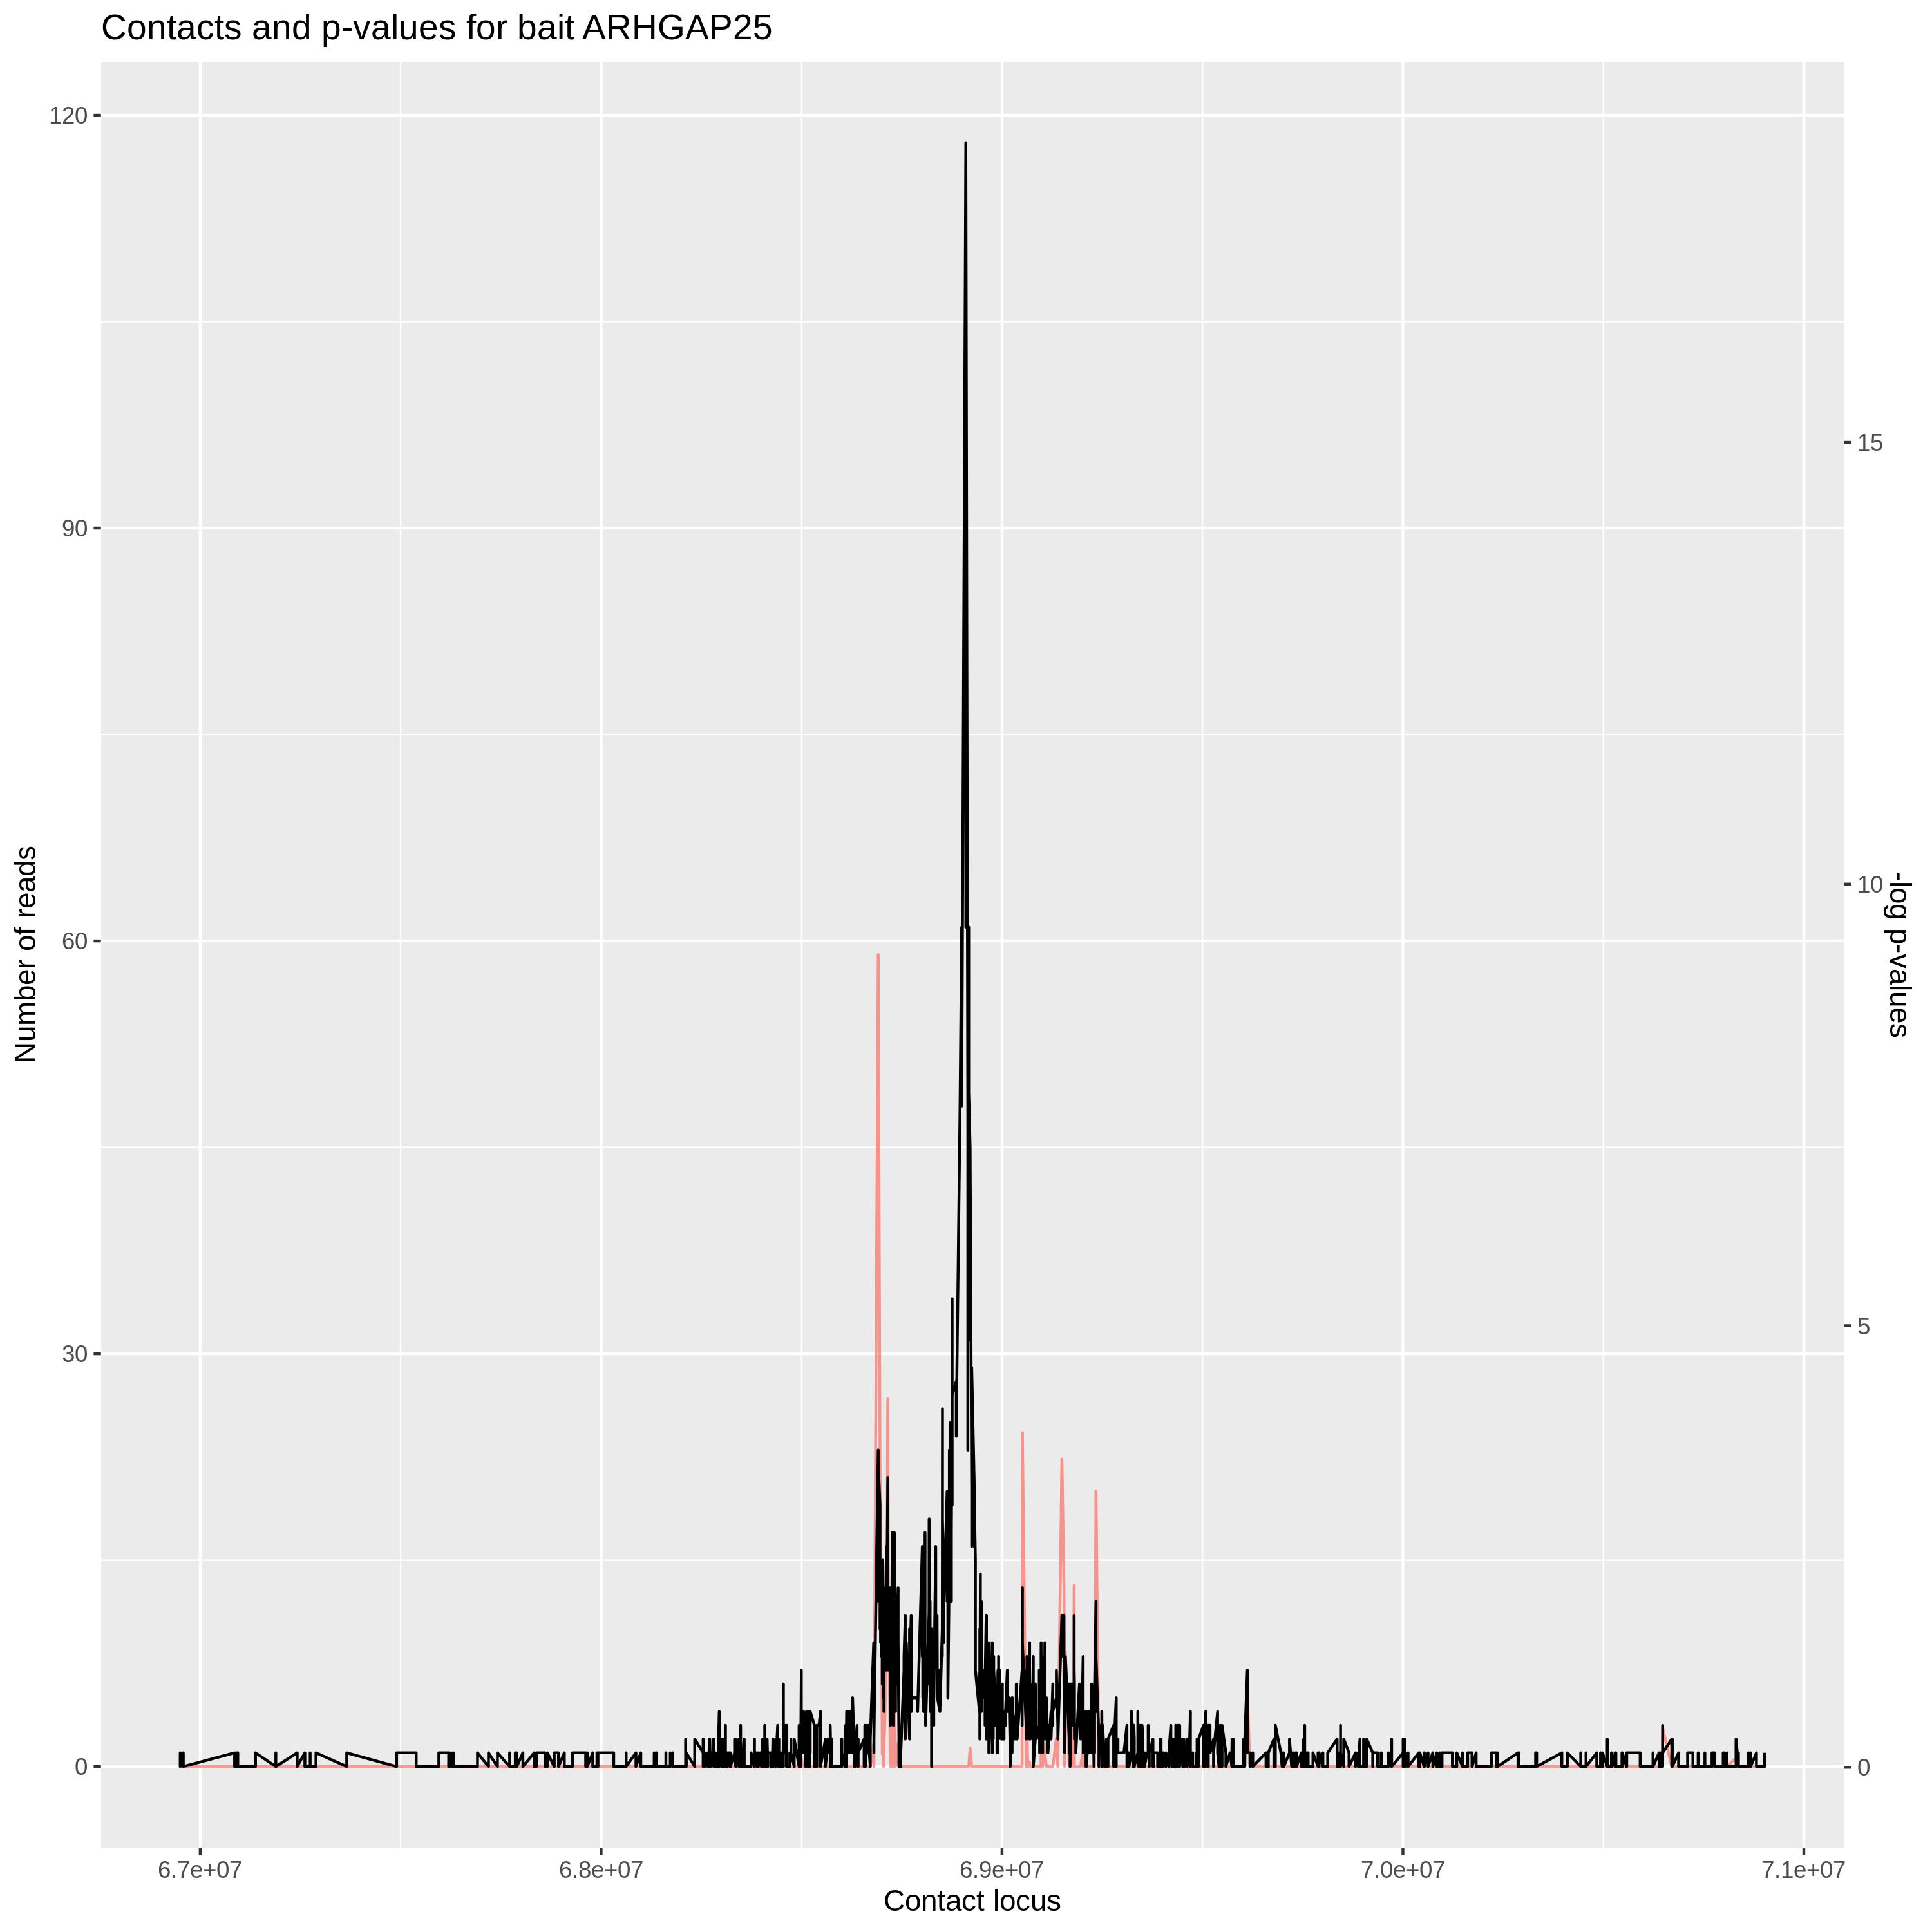 Contacts and p-values for bait ARHGAP25
120
90
60
30
0
Number of reads
15
10
5
0
-log p-values
6.7e+07
6.8e+07
6.9e+07
7.0e+07
7.1e+07
Contact locus